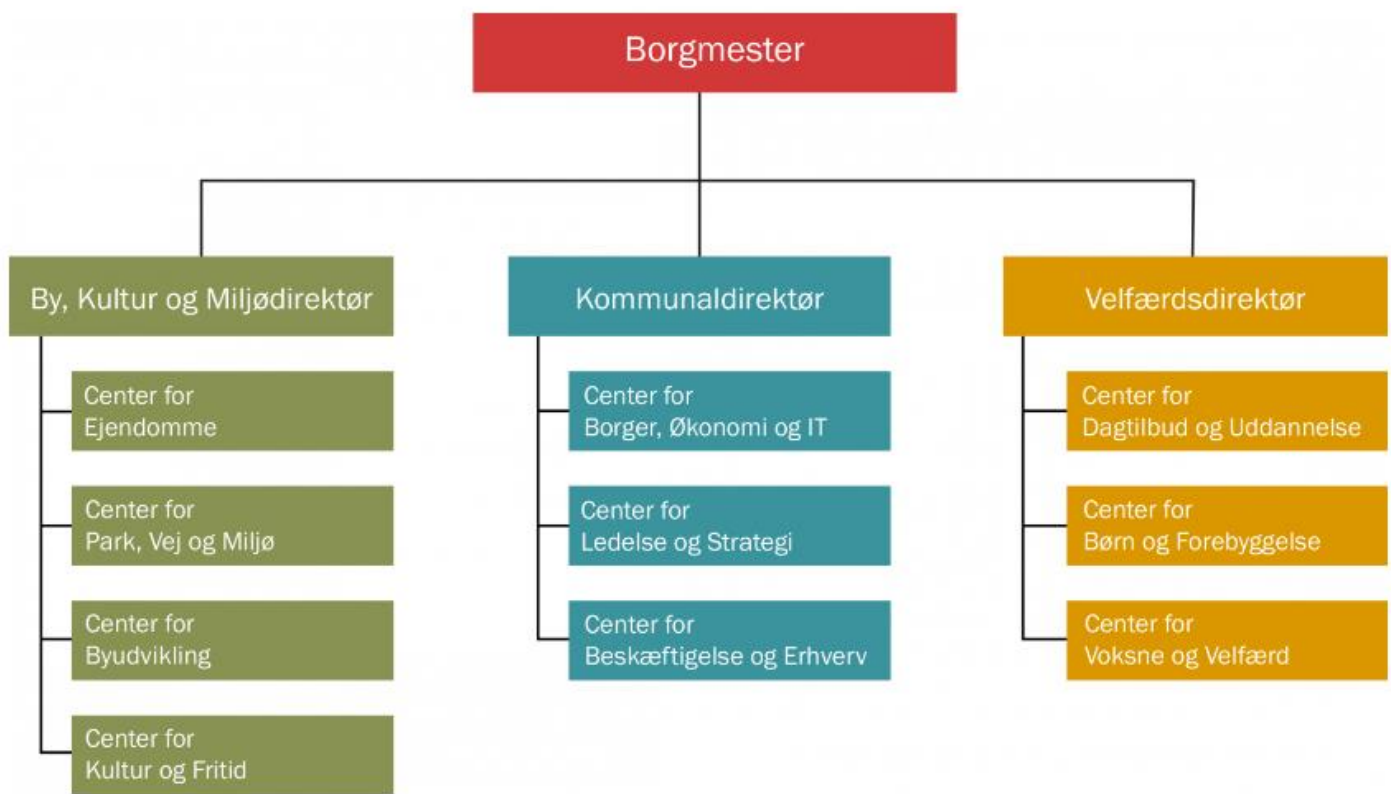 Borgmester
By, Kultur og Miljødirektør
Center for
Ejendomme
Center for
Park, Vej og Miljø
Center for
Byudvikling
Center for
Kultur og Fritid
Kommunaldirektør
Center for
Borger, Økonomi og IT
Center for
Ledelse og Strategi
Center for
Beskæftigelse og Erhverv
Velfærdsdirektør
Center for
Dagtilbud og Uddannelse
Center for
Børn og Forebyggelse
Center for
Voksne og Velfærd